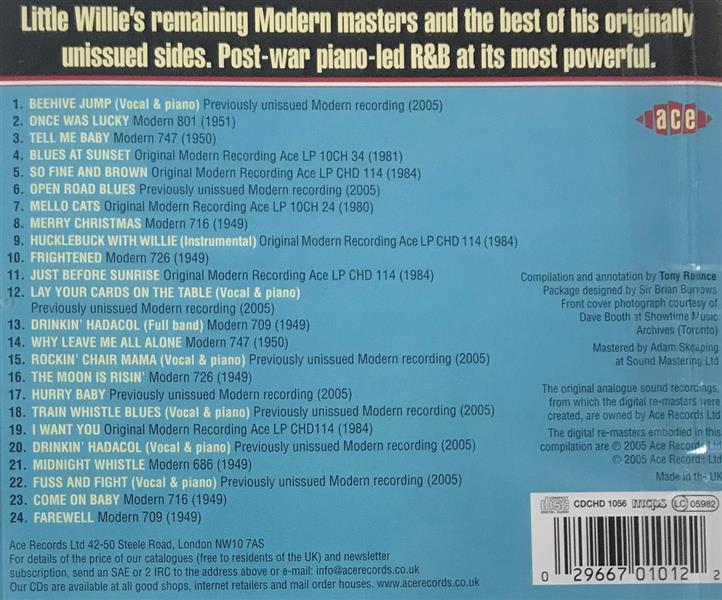 Little Willie's remaining Modern masters and the best of his originally
unissued sides. Post-war piano-led R&B at its most powerful.
1. BEEHIVE JUMP (Vocal & piano) Previously unissued Modern recording (2005)
2. ONCE WAS LUCKY Modern 801 (1951)
3. TELL ME BABY Modern 747 (1950)
4. BLUES AT SUNSET Original Modern Recording Ace LP 10CH 34 (1981)
5. SO FINE AND BROWN Original Modern Recording Ace LP CHD 114 (1984)
6. OPEN ROAD BLUES Previously unissued Modern recording (2005)
7. MELLO CATS Original Modern Recording Ace LP 10CH 24 (1980)
8. MERRY CHRISTMAS Modern 716 (1949)
9. HUCKLEBUCK WITH WILLIE (Instrumental) Original Modern Recording Ace LP CHD 114 (1984)
10. FRIGHTENED Modern 726 (1949)
11. JUST BEFORE SUNRISE Original Modern Recording Ace LP CHD 114 (1984)
12. LAY YOUR CARDS ON THE TABLE (Vocal & piano)
Previously unissued Modern recording (2005)
13. DRINKIN' HADACOL (Full band) Modern 709 (1949)
14. WHY LEAVE ME ALL ALONE Modern 747 (1950)
15. ROCKIN' CHAIR MAMA (Vocal & piano) Previously unissued Modern recording (2005)
16. THE MOON IS RISIN' Modern 726 (1949)
17. HURRY BABY Previously unissued Modern recording (2005)
18. TRAIN WHISTLE BLUES (Vocal & piano) Previously unissued Modern recording (2005)
19. I WANT YOU Original Modern Recording Ace LP CHD114 (1984)
20. DRINKIN' HADACOL (Vocal & piano) Previously unissued Modern recording (2005)
21. MIDNIGHT WHISTLE Modern 686 (1949)
22. FUSS AND FIGHT (Vocal & piano) Previously unissued Modern recording (2005)
23. COME ON BABY Modern 716 (1949)
24. FAREWELL Modern 709 (1949)
ace
Compilation and annotation by Tony Rounce
Package designed by Sir Brian Burrows
Front cover photograph courtesy of
Dave Booth at Showtime Music
Archives (Toronto)
Mastered by Adam Skeaping
at Sound Mastering Ltd
The original analogue sound recordings,
from which the digital re-masters were
created, are owned by Ace Records Ltd
The digital re-masters embodied in this
compilation are ℗ 2005 Ace Records Ltd
© 2005 Ace Records Ltd
Made in the UK
Ace Records Ltd 42-50 Steele Road, London NW10 7AS
For details of the price of our catalogues (free to residents of the UK) and newsletter
subscription, send an SAE or 2 IRC to the address above or e-mail: info@acerecords.co.uk
Our CDs are available at all good shops, internet retailers and mail order houses. www.acerecords.co.uk
COMPACT disc DIGITAL AUDIO CDCHD 1056 mcps LC 05982
0 29667 01012 2